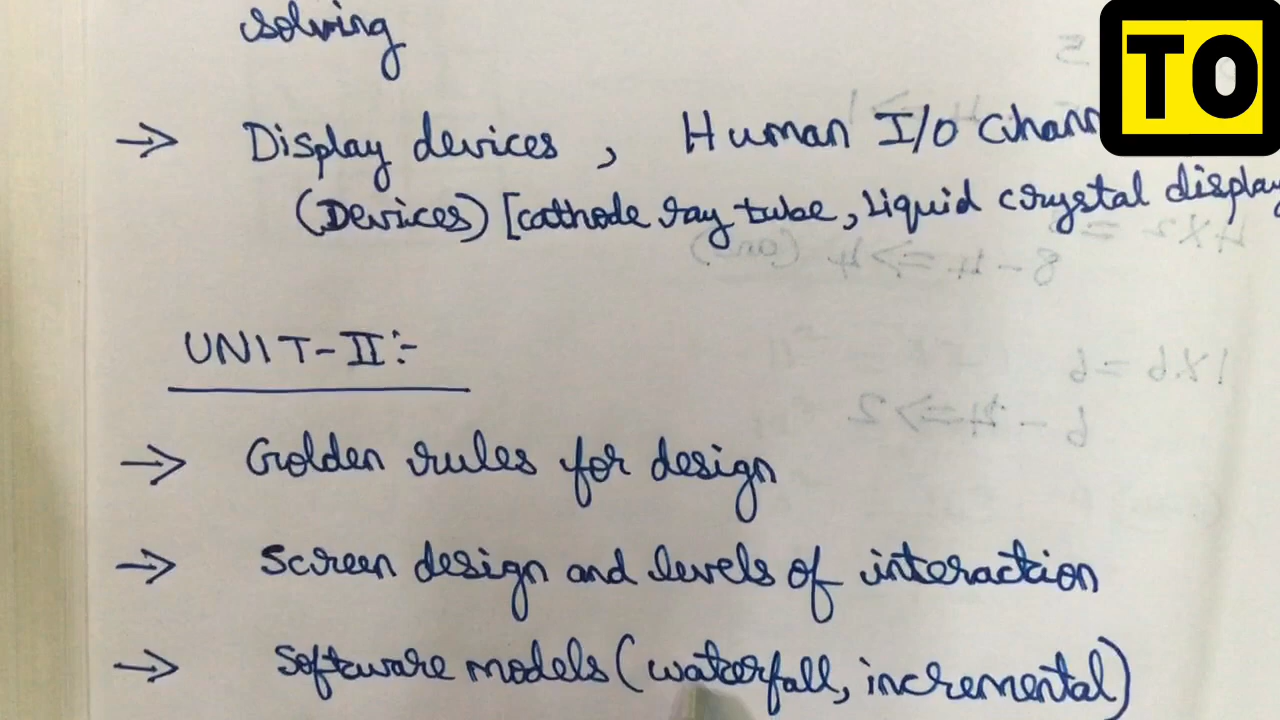 solving
TO
→ Display devices , Human I/O Chann
(Devices) [cathode ray tube, liquid crystal display
UNIT-II:-
→ Golden rules for design
→ Screen design and levels of interaction
→ Software models (waterfall, incremental)